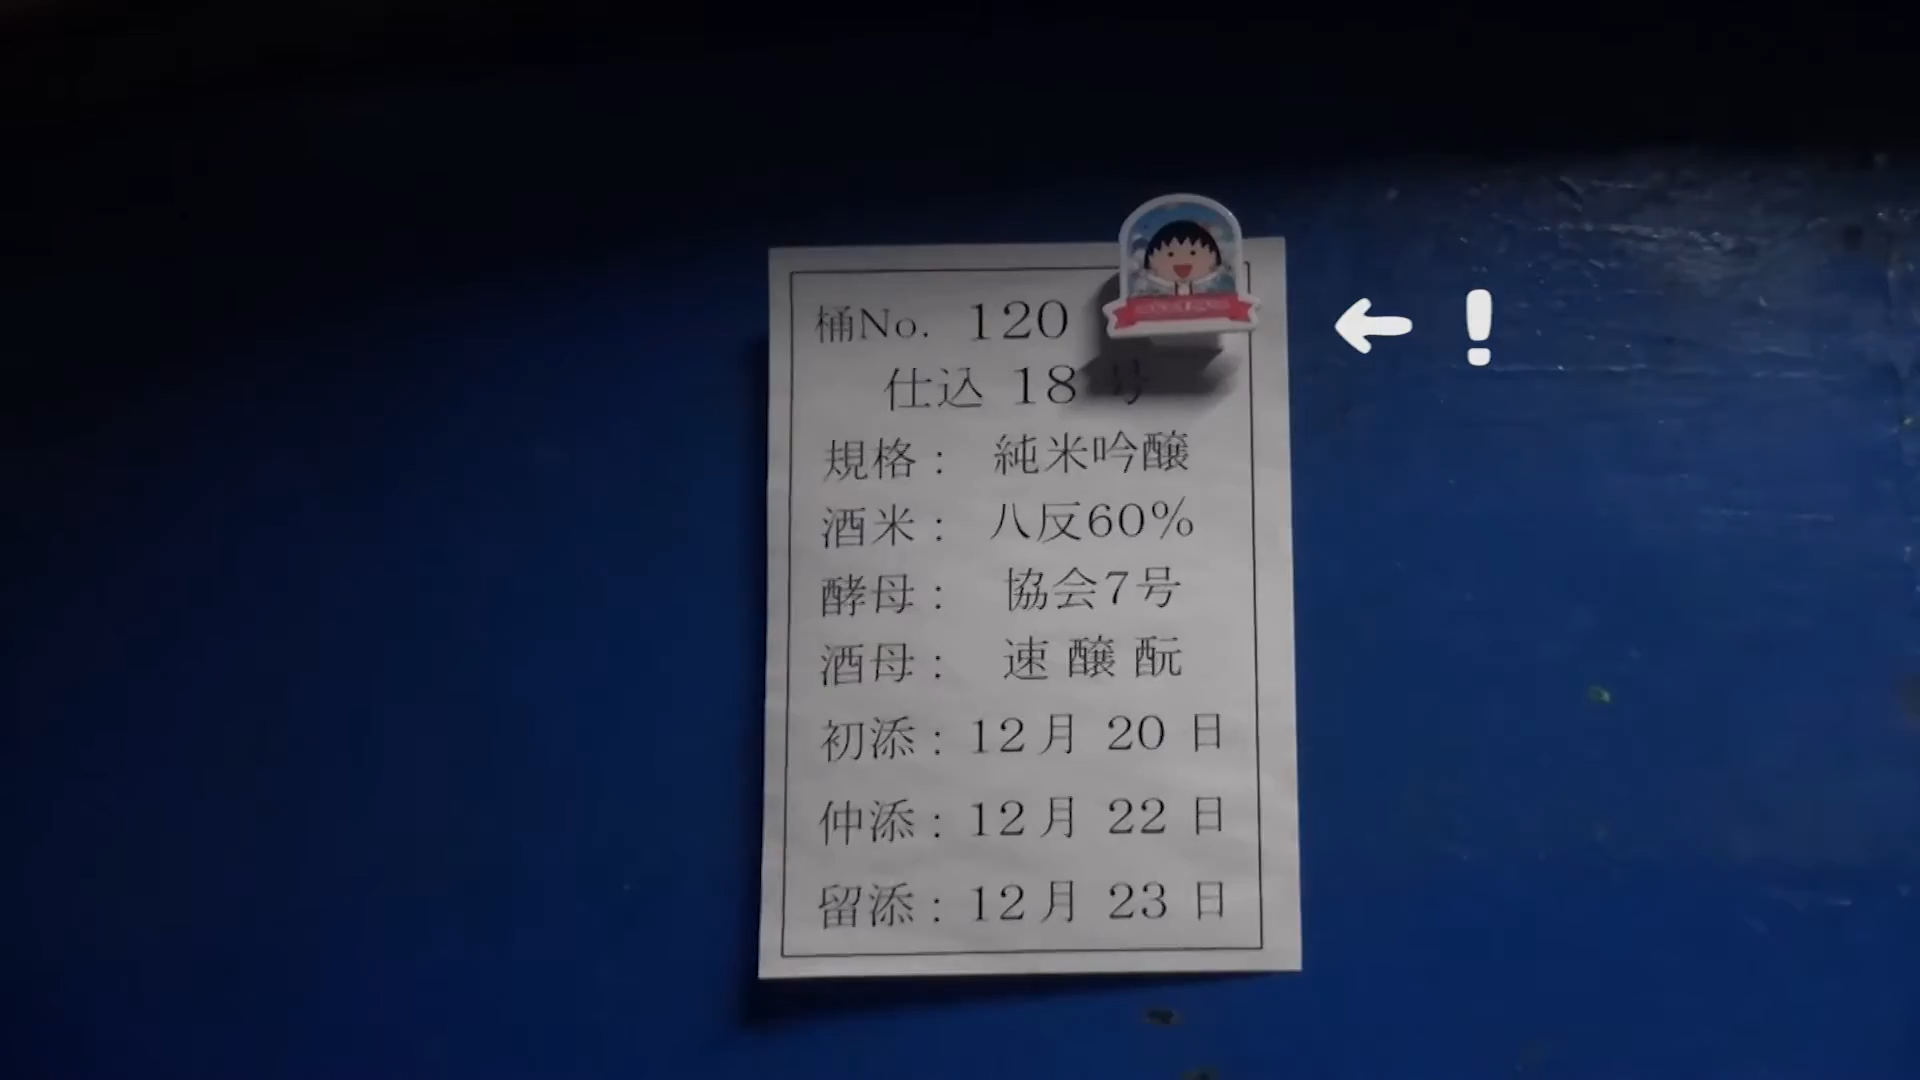 桶No. 120
仕込 18 号
規格： 純米吟醸
酒米： 八反60%
酵母： 協会7号
酒母： 速醸酛
初添：12月 20 日
仲添：12月 22 日
留添：12月 23 日
← !